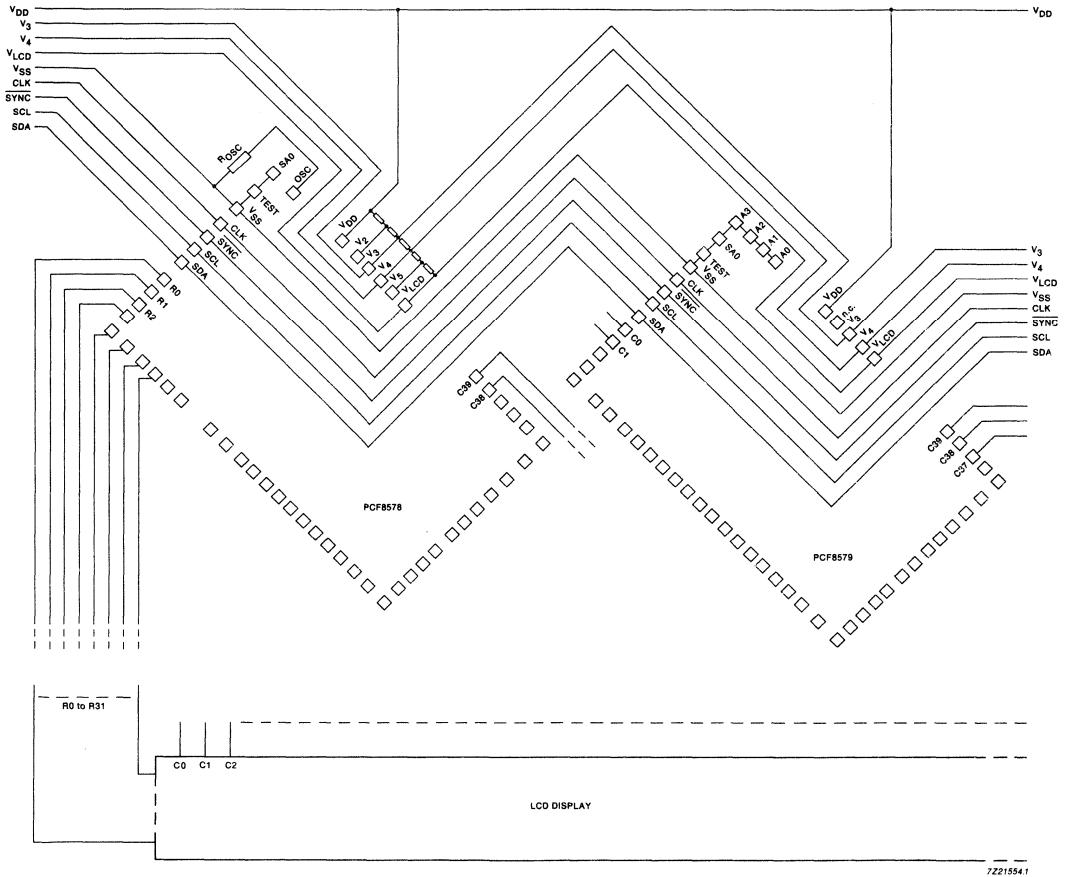 VDD
V3
V4
VLCD
VSS
CLK
SYNC
SCL
SDA
VDD
ROSC
SA0
OSC
TEST
VSS
CLK
SYNC
SCL
SDA
R0
R1
R2
VDD
V2
V3
V4
V5
VLCD
A3
A2
A1
A0
SA0
TEST
VSS
CLK
SYNC
SCL
SDA
C0
C1
VDD
n.c.
V3
V4
VLCD
V3
V4
VLCD
VSS
CLK
SYNC
SCL
SDA
C39
C38
C39
C38
C37
PCF8578
PCF8579
R0 to R31
C0 C1 C2
LCD DISPLAY
7Z21554.1